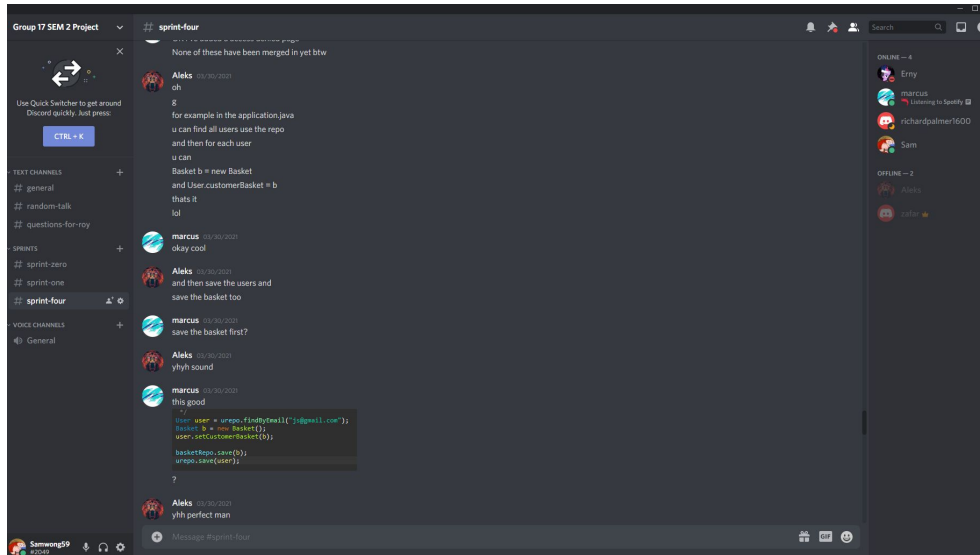 Group 17 SEM 2 Project
Use Quick Switcher to get around
Discord quickly. Just press:
CTRL + K
TEXT CHANNELS
# general
# random-talk
# questions-for-roy
SPRINTS
# sprint-zero
# sprint-one
# sprint-four
VOICE CHANNELS
General
Samwong59
#2049
# sprint-four
Search
None of these have been merged in yet btw
Aleks 03/30/2021
oh
g
for example in the application.java
u can find all users use the repo
and then for each user
u can
Basket b = new Basket
and User.customerBasket = b
thats it
lol
marcus 03/30/2021
okay cool
Aleks 03/30/2021
and then save the users and
save the basket too
marcus 03/30/2021
save the basket first?
Aleks 03/30/2021
yhyh sound
marcus 03/30/2021
this good
*/
User user = urepo.findByEmail("js@gmail.com");
Basket b = new Basket();
user.setCustomerBasket(b);
basketRepo.save(b);
urepo.save(user);
?
Aleks 03/30/2021
yhh perfect man
Message #sprint-four
GIF
ONLINE — 4
Erny
marcus
Listening to Spotify
richardpalmer1600
Sam
OFFLINE — 2
Aleks
zafar